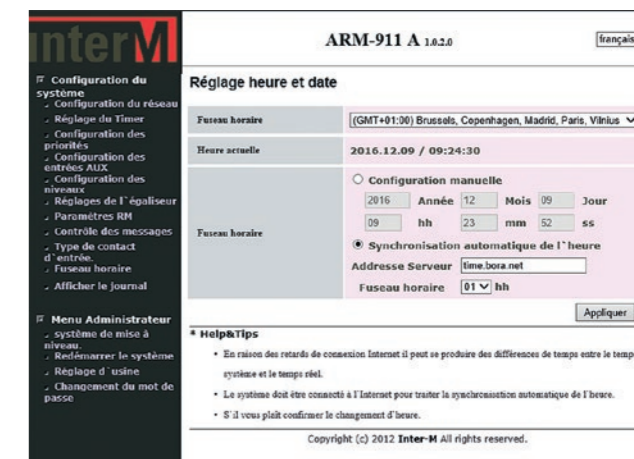 inter M
ARM-911 A 1.0.2.0
français
Configuration du
système
Configuration du réseau
Réglage du Timer
Configuration des
priorités
Configuration des
entrées AUX
Configuration des
niveaux
Réglages de l`égaliseur
Paramètres RM
Contrôle des messages
Type de contact
d`entrée.
Fuseau horaire
Afficher le journal
Menu Administrateur
système de mise à
niveau.
Redémarrer le système
Réglage d`usine
Changement du mot de
passe
Réglage heure et date
Fuseau horaire
(GMT+01:00) Brussels, Copenhagen, Madrid, Paris, Vilnius
Heure actuelle
2016.12.09 / 09:24:30
Fuseau horaire
Configuration manuelle
2016 Année 12 Mois 09 Jour
09 hh 23 mm 52 ss
Synchronisation automatique de l`heure
Addresse Serveur time.bora.net
Fuseau horaire 01 hh
Appliquer
* Help&Tips
• En raison des retards de connexion Internet il peut se produire des différences de temps entre le temp
système et le temps réel.
• Le système doit être connecté à l'Internet pour traiter la synchronisation automatique de l'heure.
• S'il vous plaît confirmer le changement d'heure.
Copyright (c) 2012 Inter-M All rights reserved.